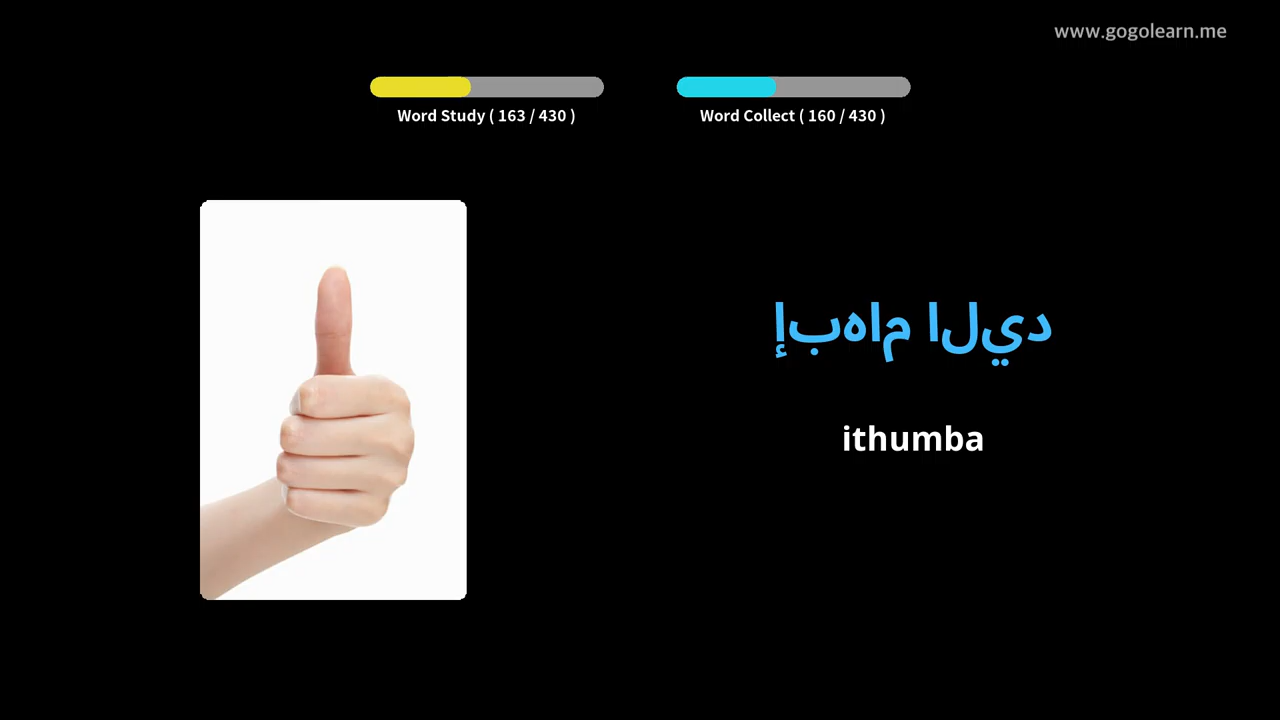 www.gogolearn.me
Word Study ( 163 / 430 )
Word Collect ( 160 / 430 )
إبهام اليد
ithumba